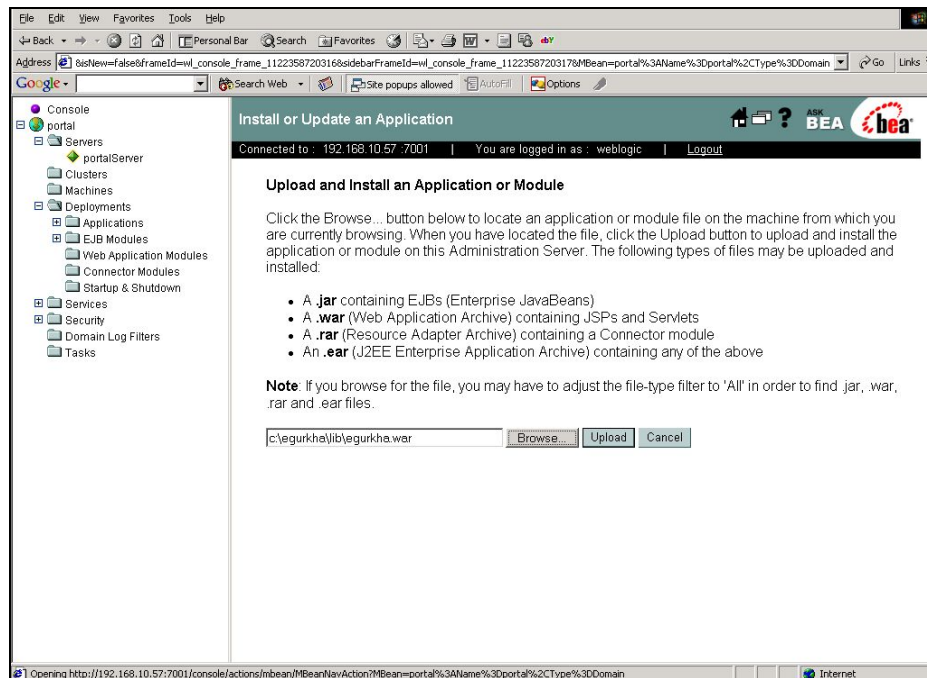 File Edit View Favorites Tools Help
Back Personal Bar Search Favorites
Address &isNew=false&frameId=wl_console_frame_1122358720316&sidebarFrameId=wl_console_frame_1122358720317&MBean=portal%3AName%3Dportal%2CType%3DDomain Go Links
Google Search Web Site popups allowed AutoFill Options
Console
portal
Servers
portalServer
Clusters
Machines
Deployments
Applications
EJB Modules
Web Application Modules
Connector Modules
Startup & Shutdown
Services
Security
Domain Log Filters
Tasks
Install or Update an Application
? ASK BEA bea
Connected to : 192.168.10.57 :7001 | You are logged in as : weblogic | Logout
Upload and Install an Application or Module
Click the Browse... button below to locate an application or module file on the machine from which you
are currently browsing. When you have located the file, click the Upload button to upload and install the
application or module on this Administration Server. The following types of files may be uploaded and
installed:
• A .jar containing EJBs (Enterprise JavaBeans)
• A .war (Web Application Archive) containing JSPs and Servlets
• A .rar (Resource Adapter Archive) containing a Connector module
• An .ear (J2EE Enterprise Application Archive) containing any of the above
Note: If you browse for the file, you may have to adjust the file-type filter to 'All' in order to find .jar, .war,
.rar and .ear files.
c:\egurkha\lib\egurkha.war Browse... Upload Cancel
Opening http://192.168.10.57:7001/console/actions/mbean/MBeanNavAction?MBean=portal%3AName%3Dportal%2CType%3DDomain Internet